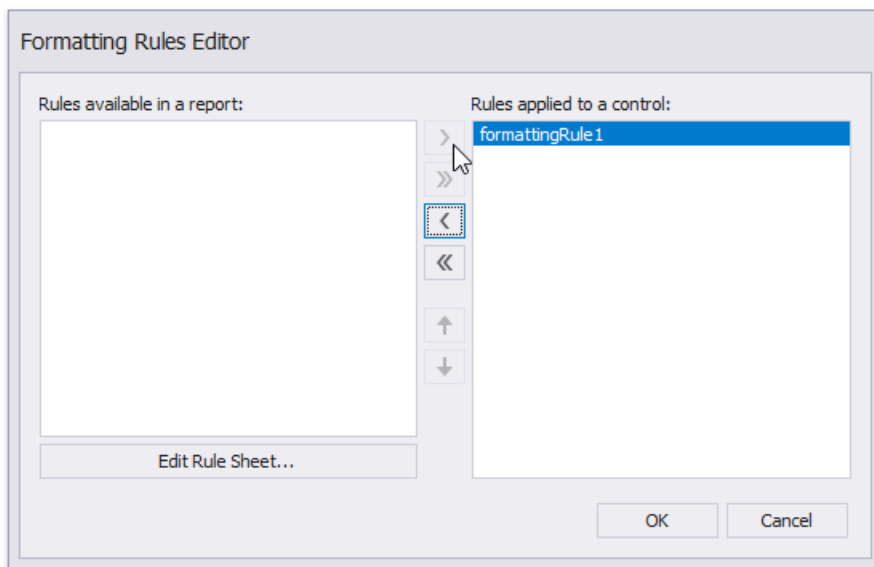 Formatting Rules Editor
Rules available in a report:
Rules applied to a control:
formattingRule1
Edit Rule Sheet...
OK
Cancel